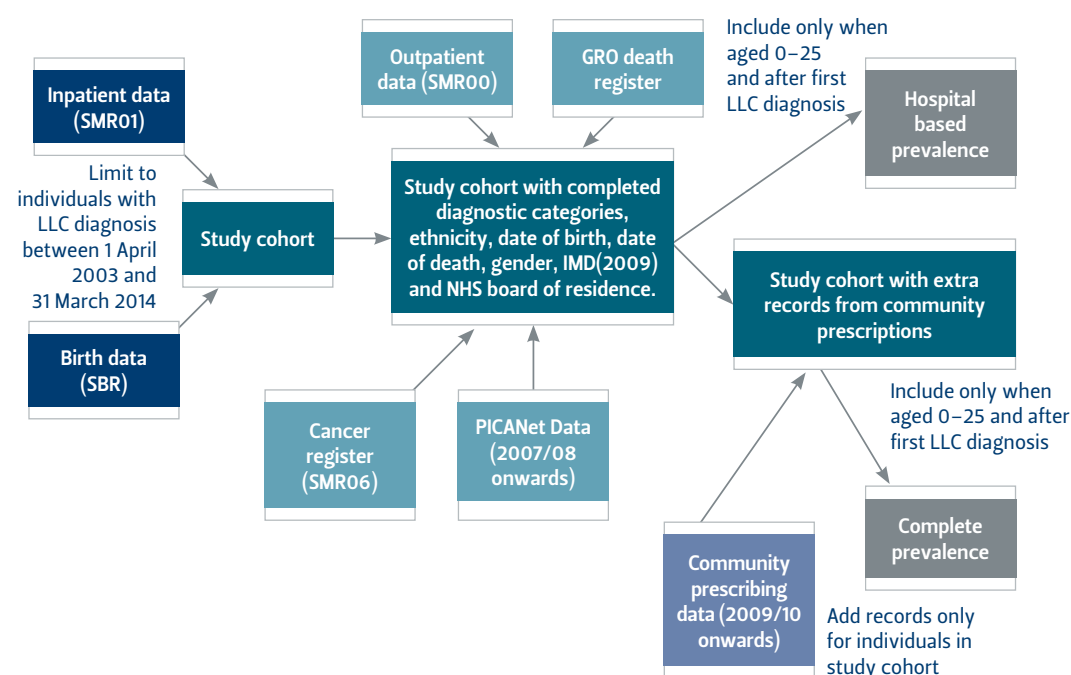 Inpatient data
(SMR01)
Limit to
individuals with
LLC diagnosis
between 1 April
2003 and
31 March 2014
Birth data
(SBR)
Study cohort
Outpatient
data (SMR00)
GRO death
register
Study cohort with completed
diagnostic categories,
ethnicity, date of birth, date
of death, gender, IMD(2009)
and NHS board of residence.
Cancer
register
(SMR06)
PICANet Data
(2007/08
onwards)
Include only when
aged 0–25
and after first
LLC diagnosis
Hospital
based
prevalence
Study cohort with extra
records from community
prescriptions
Include only when
aged 0–25 and after
first LLC diagnosis
Complete
prevalence
Community
prescribing
data (2009/10
onwards)
Add records only
for individuals in
study cohort